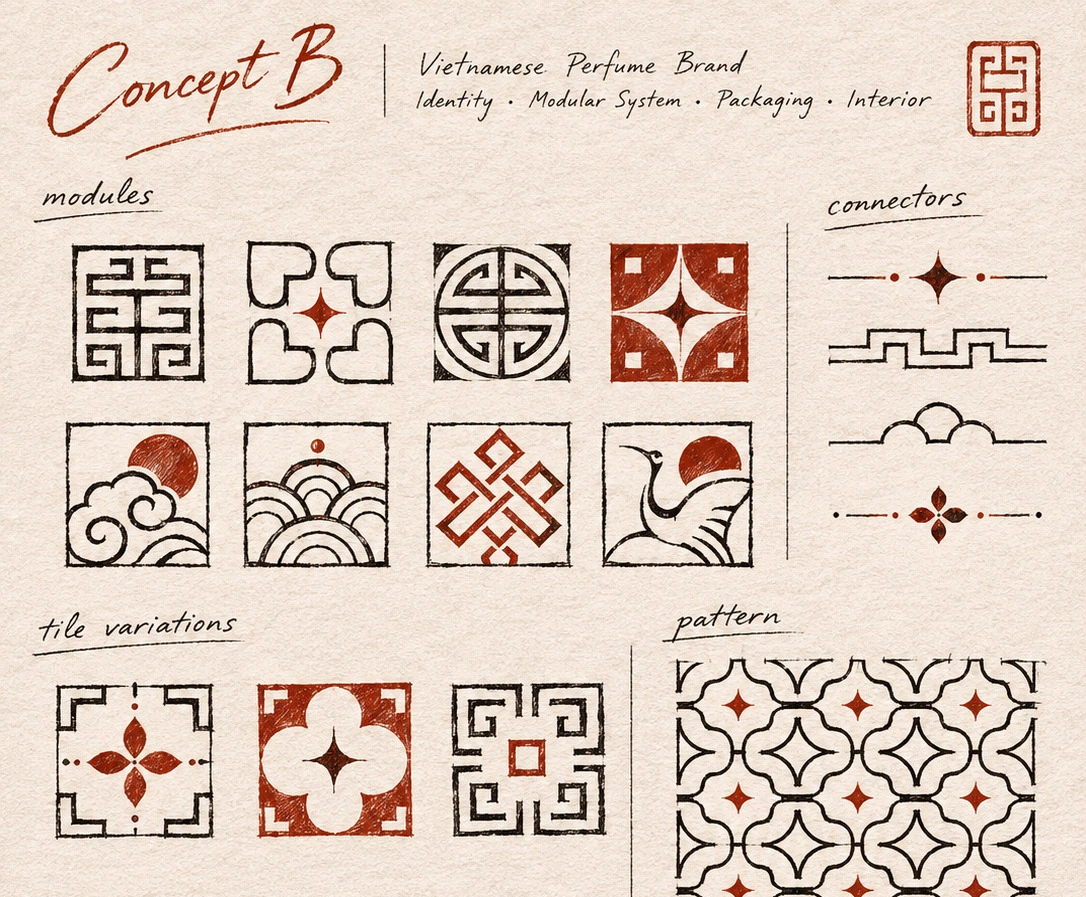 Concept B
Vietnamese Perfume Brand
Identity • Modular System • Packaging • Interior
modules
connectors
tile variations
pattern